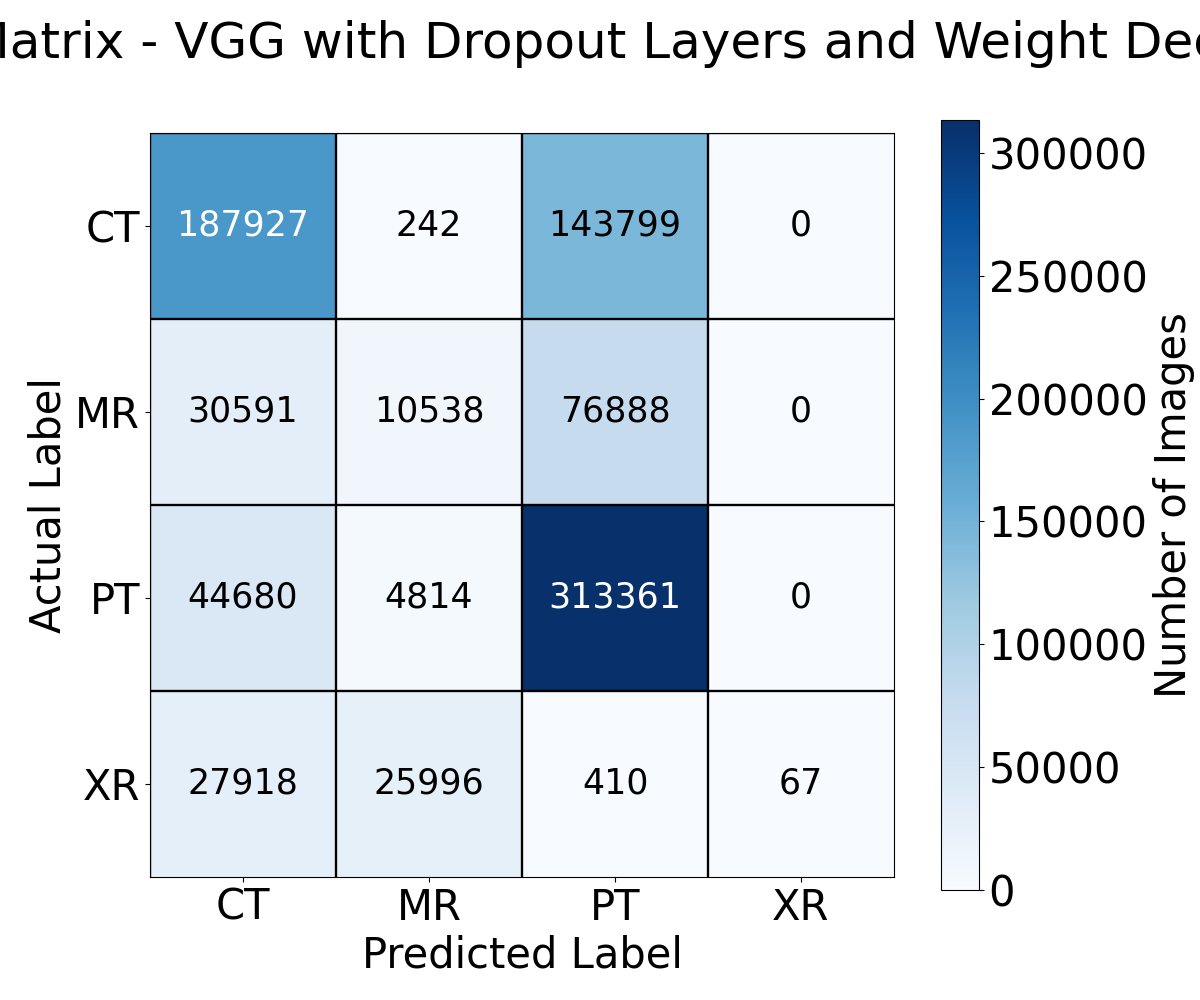 Matrix - VGG with Dropout Layers and Weight Dec
CT 187927 242 143799 0
MR 30591 10538 76888 0
PT 44680 4814 313361 0
XR 27918 25996 410 67
CT MR PT XR
Predicted Label
Actual Label
300000
250000
200000
150000
100000
50000
0
Number of Images